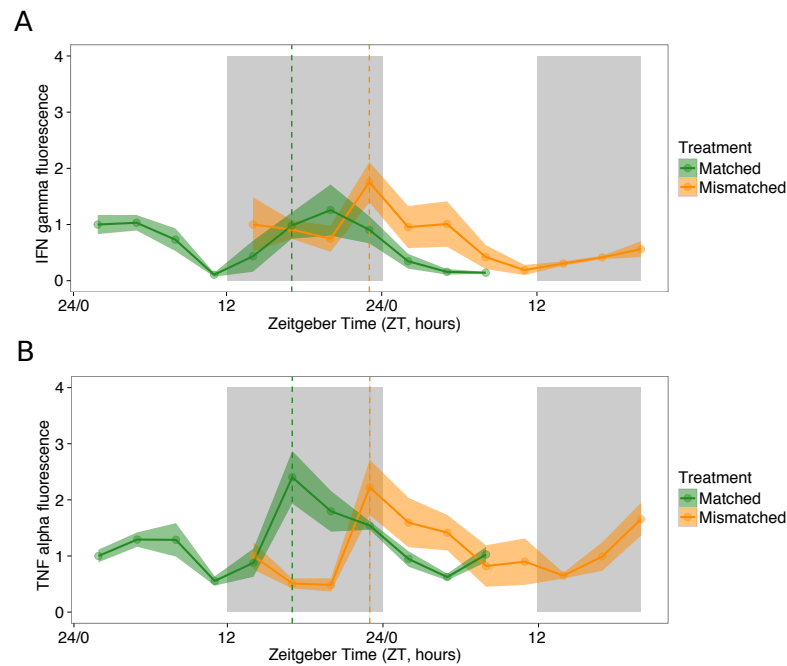 A
4
3
2
1
0
IFN gamma fluorescence
24/0 12 24/0 12
Zeitgeber Time (ZT, hours)
Treatment
Matched
Mismatched
B
4
3
2
1
0
TNF alpha fluorescence
24/0 12 24/0 12
Zeitgeber Time (ZT, hours)
Treatment
Matched
Mismatched